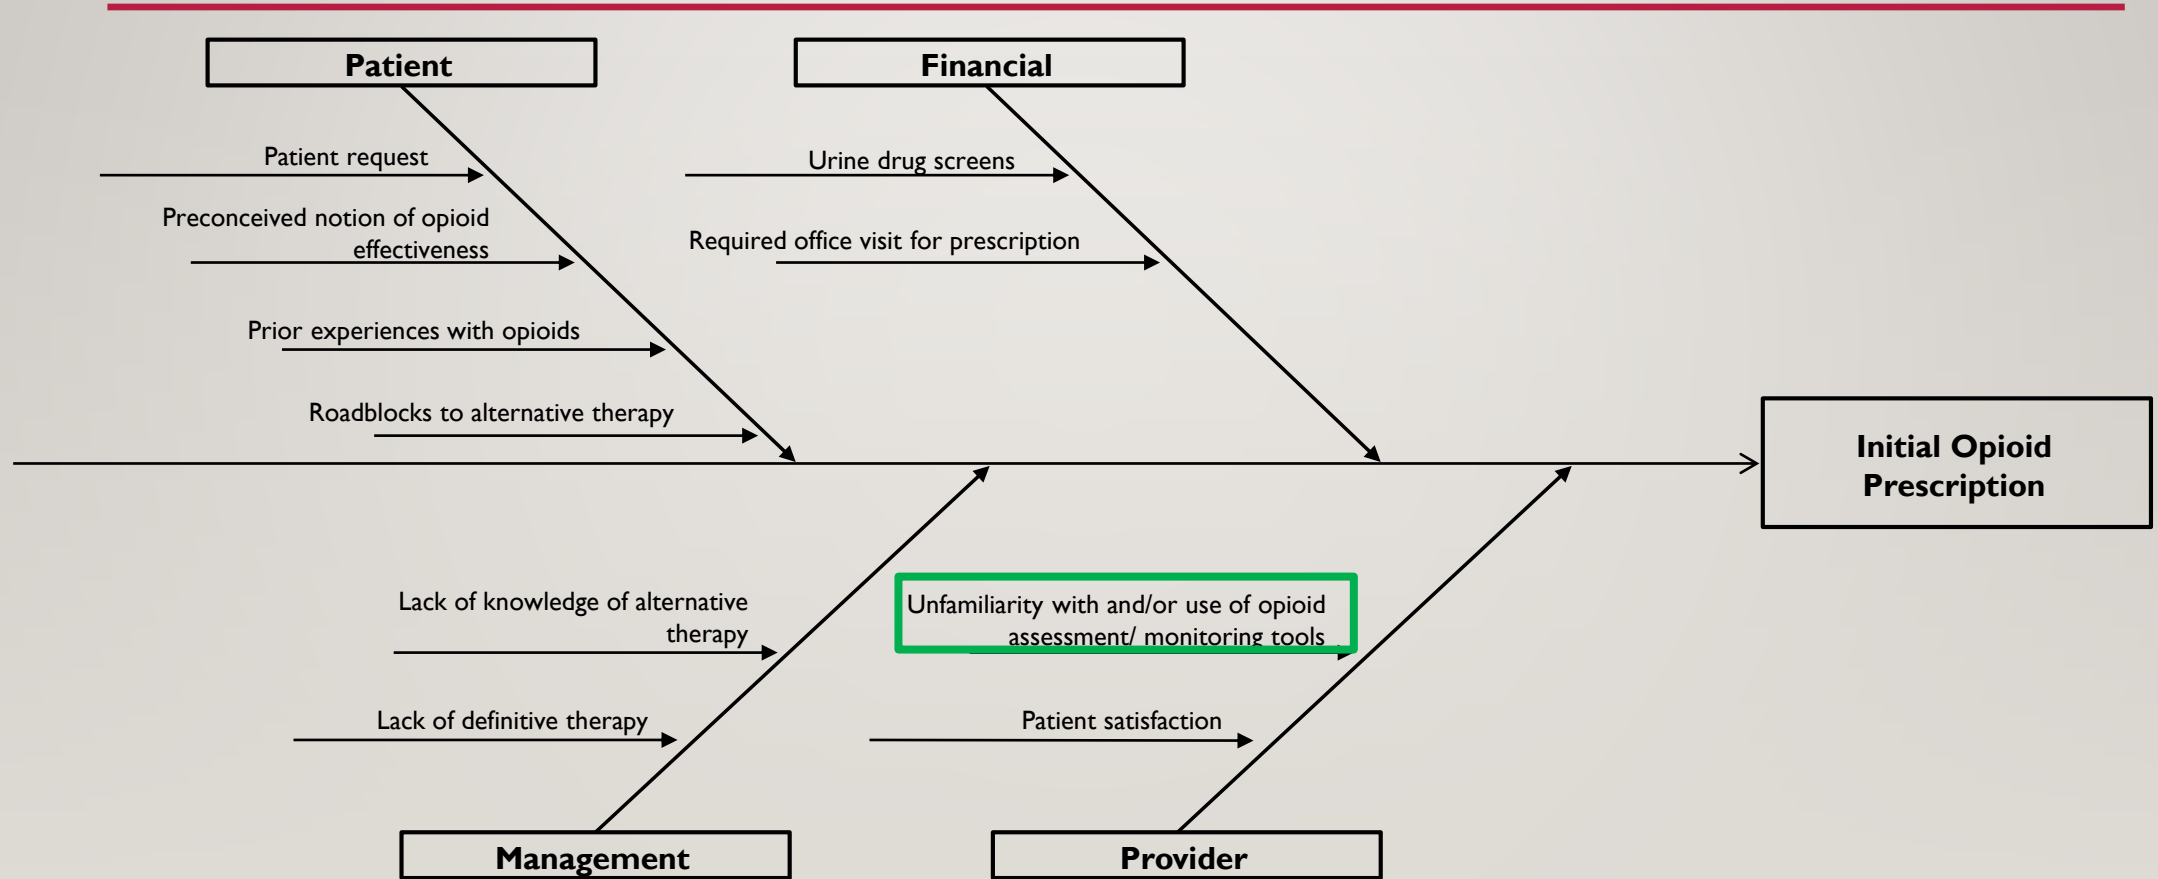 Patient
Financial
Patient request
Urine drug screens
Preconceived notion of opioid
effectiveness
Required office visit for prescription
Prior experiences with opioids
Roadblocks to alternative therapy
Initial Opioid
Prescription
Lack of knowledge of alternative
therapy
Unfamiliarity with and/or use of opioid
assessment/ monitoring tools
Lack of definitive therapy
Patient satisfaction
Management
Provider